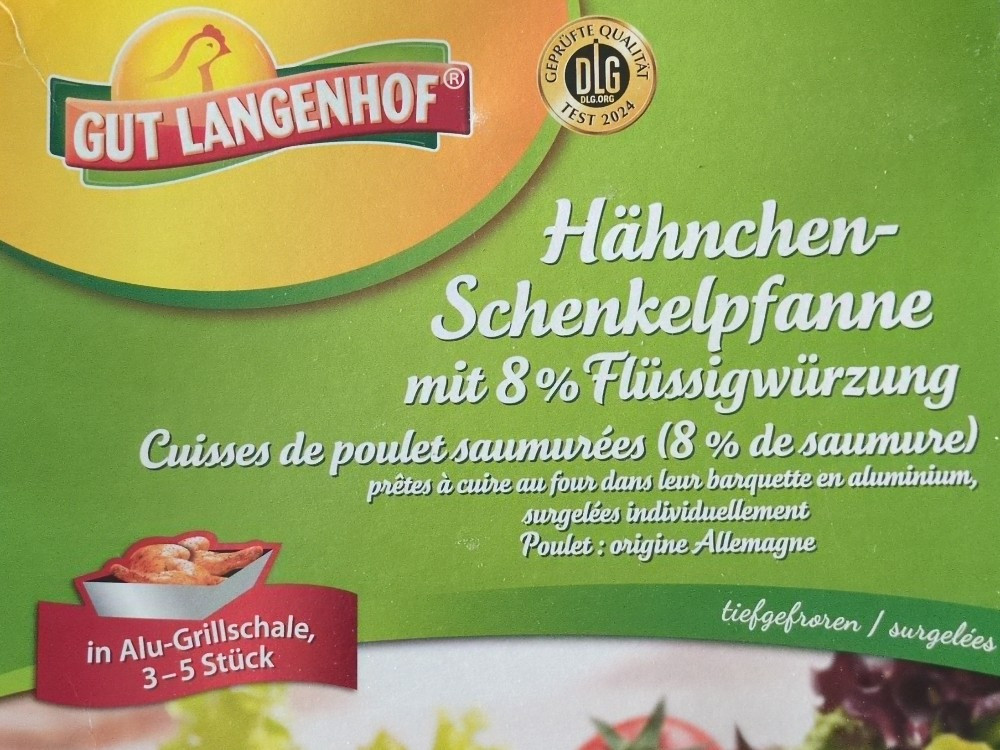 GUT LANGENHOF®
GEPRÜFTE QUALITÄT
DLG
DLG.ORG
TEST 2024
Hähnchen-
Schenkelpfanne
mit 8 % Flüssigwürzung
Cuisses de poulet saumurées (8 % de saumure)
prêtes à cuire au four dans leur barquette en aluminium,
surgelées individuellement
Poulet : origine Allemagne
tiefgefroren / surgelées
in Alu-Grillschale,
3–5 Stück